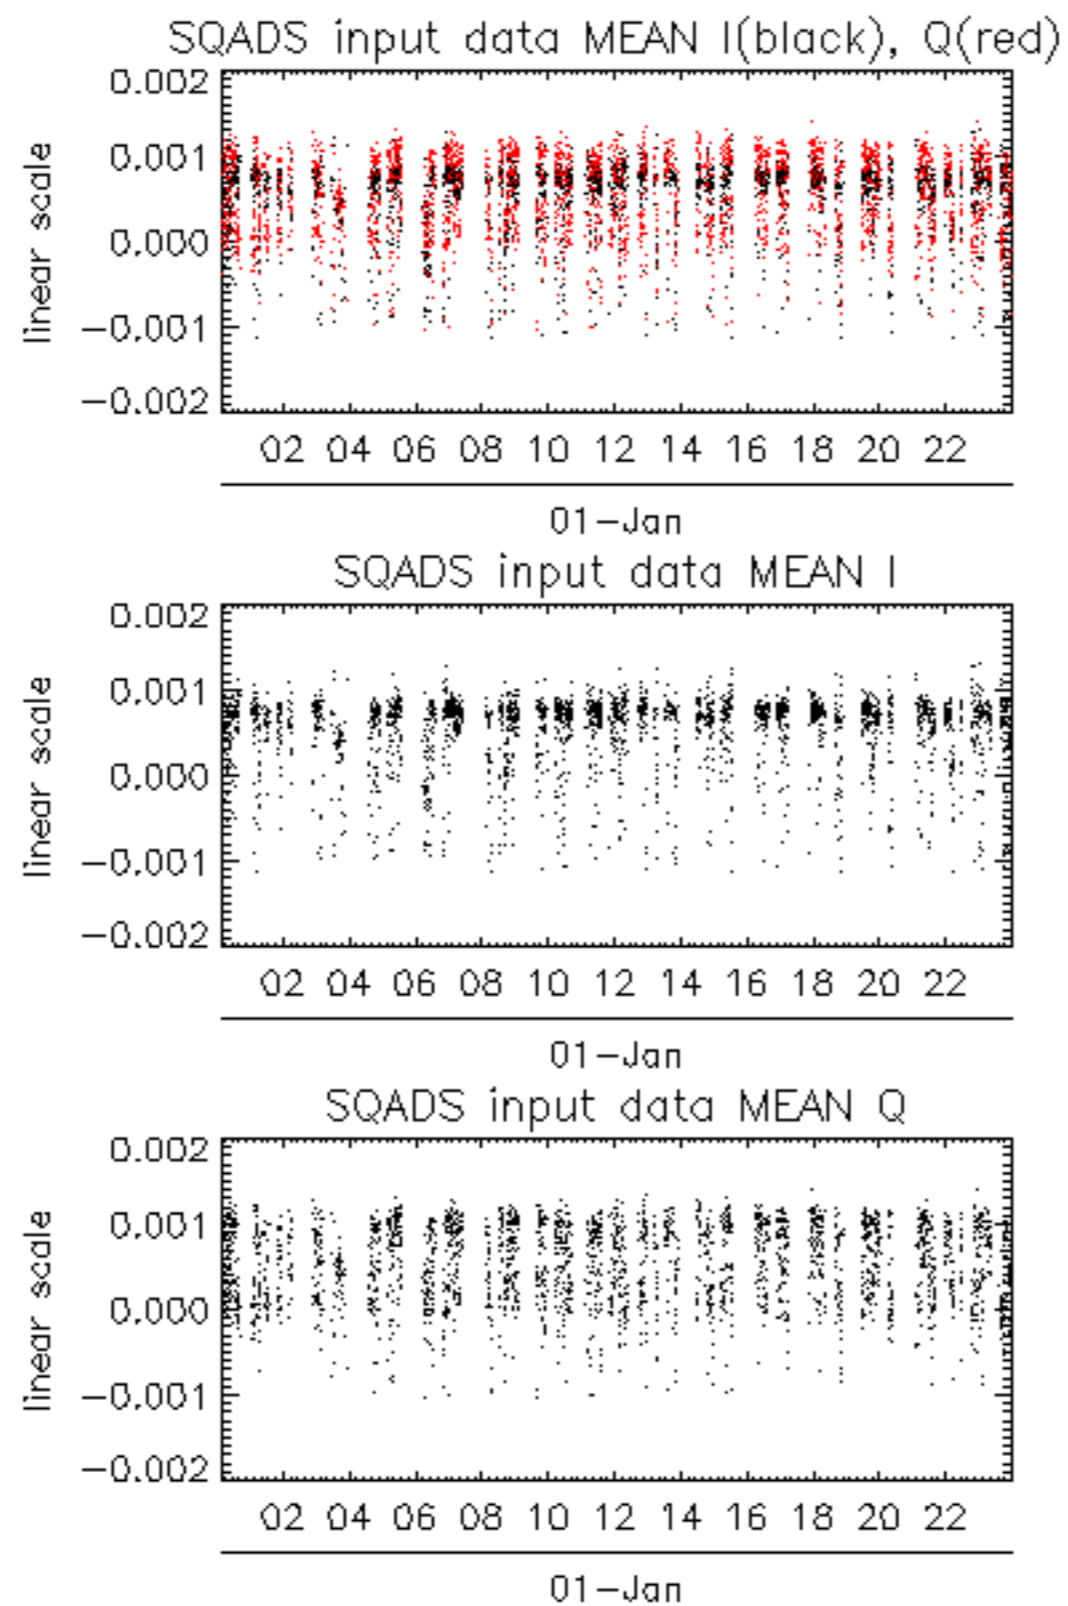 SQADS input data MEAN I(black), Q(red)
0.002
0.001
0.000
−0.001
−0.002
linear scale
02 04 06 08 10 12 14 16 18 20 22
01−Jan
SQADS input data MEAN I
0.002
0.001
0.000
−0.001
−0.002
linear scale
02 04 06 08 10 12 14 16 18 20 22
01−Jan
SQADS input data MEAN Q
0.002
0.001
0.000
−0.001
−0.002
linear scale
02 04 06 08 10 12 14 16 18 20 22
01−Jan